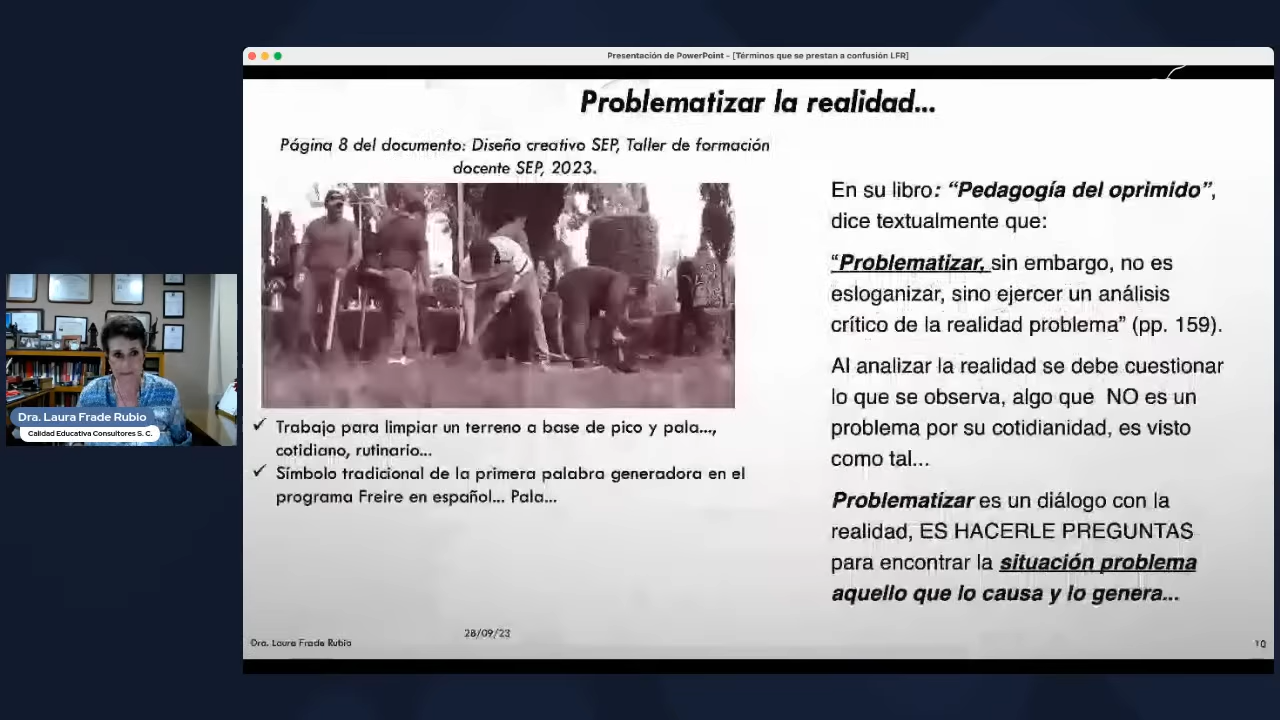 Presentación de PowerPoint - [Términos que se prestan a confusión LFR]
Problematizar la realidad...
Página 8 del documento: Diseño creativo SEP, Taller de formación
docente SEP, 2023.
✓ Trabajo para limpiar un terreno a base de pico y pala...,
cotidiano, rutinario...
✓ Símbolo tradicional de la primera palabra generadora en el
programa Freire en español... Pala...
En su libro: “Pedagogía del oprimido”,
dice textualmente que:
“Problematizar, sin embargo, no es
esloganizar, sino ejercer un análisis
crítico de la realidad problema” (pp. 159).
Al analizar la realidad se debe cuestionar
lo que se observa, algo que NO es un
problema por su cotidianidad, es visto
como tal...
Problematizar es un diálogo con la
realidad, ES HACERLE PREGUNTAS
para encontrar la situación problema
aquello que lo causa y lo genera...
Dra. Laura Frade Rubio
28/09/23
10
Dra. Laura Frade Rubio
Calidad Educativa Consultores S. C.